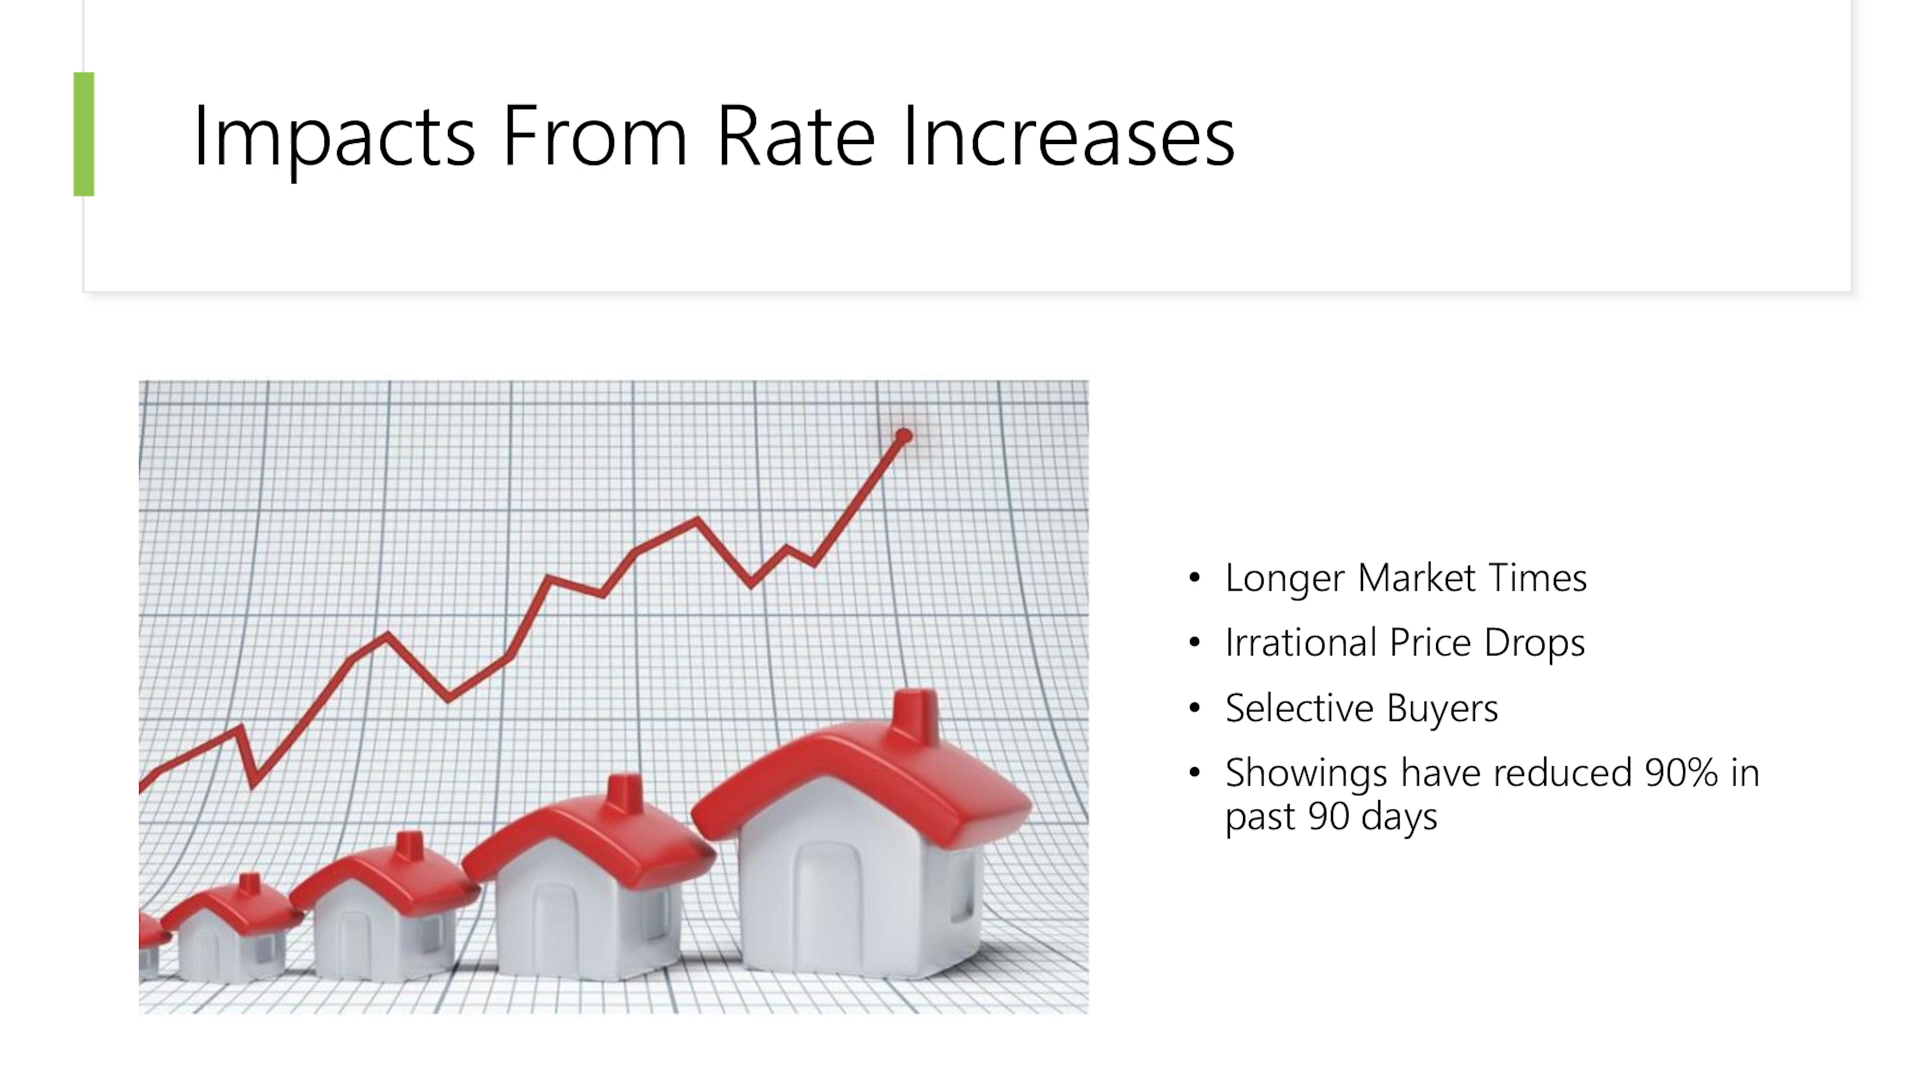 Impacts From Rate Increases
• Longer Market Times
• Irrational Price Drops
• Selective Buyers
• Showings have reduced 90% in
past 90 days